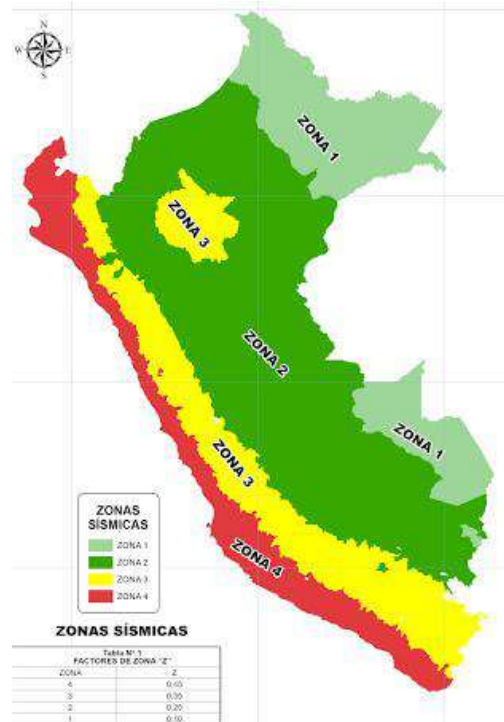 N
W E
S
ZONA 1
ZONA 3
ZONA 2
ZONA 1
ZONA 3
ZONA 4
ZONAS
SÍSMICAS
ZONA 1
ZONA 2
ZONA 3
ZONA 4
ZONAS SÍSMICAS
Tabla N° 1
FACTORES DE ZONA "Z"
ZONA Z
4 0,45
3 0,35
2 0,25
1 0,10